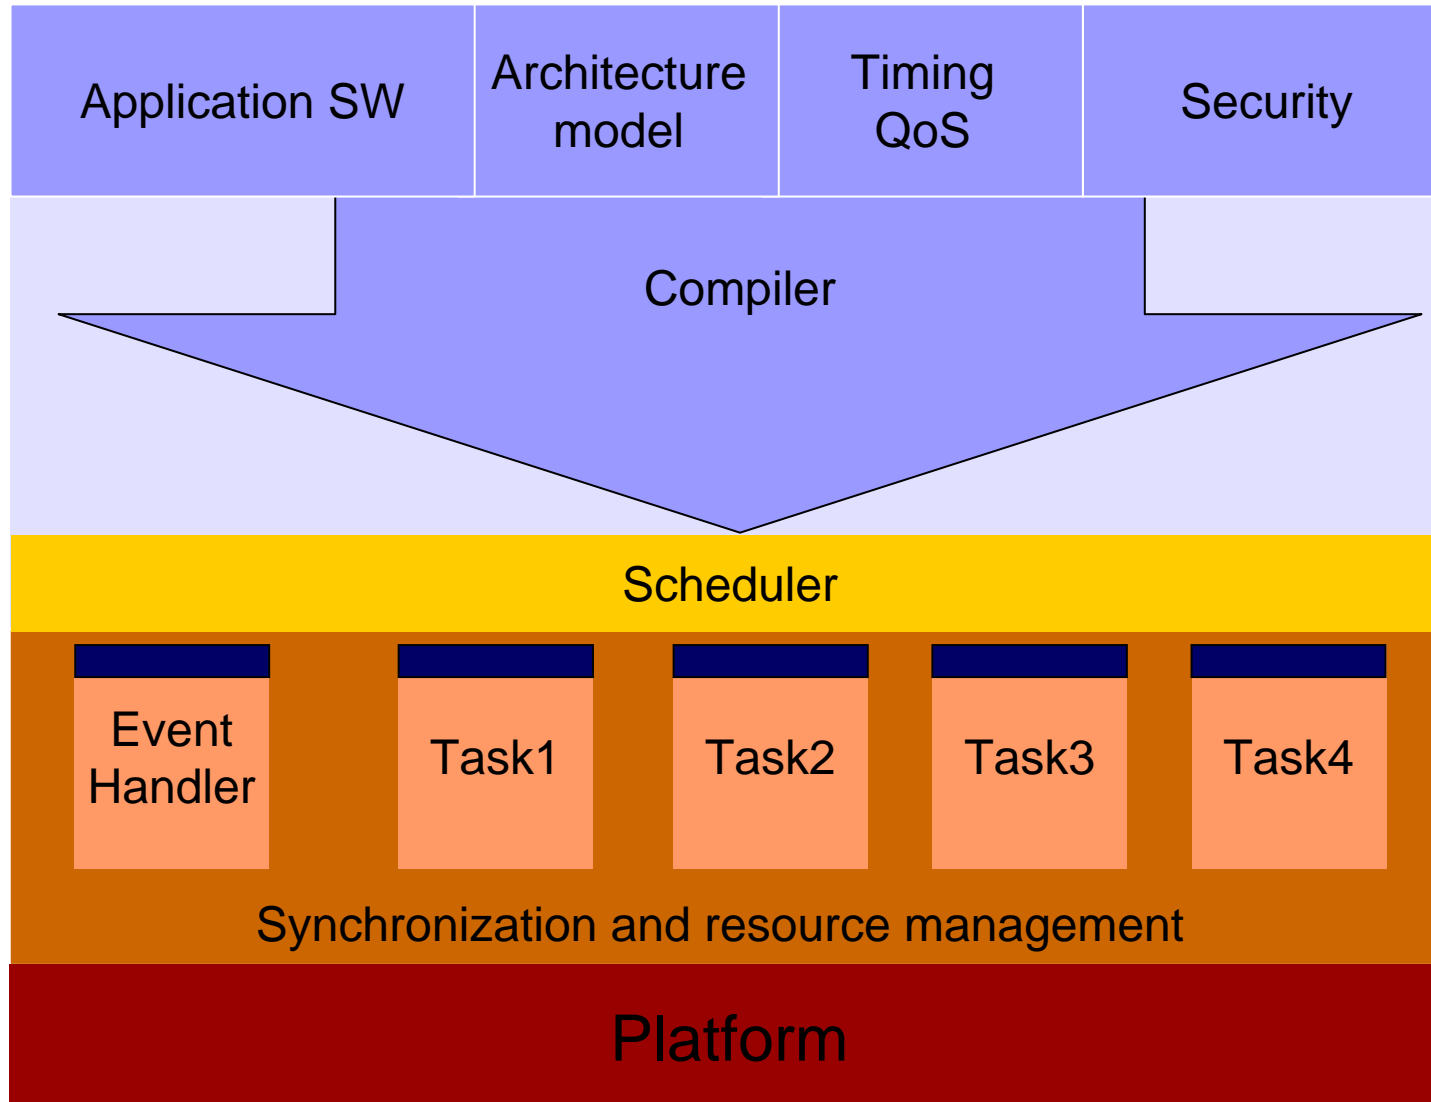 Application SW
Architecture
model
Timing
QoS
Security
Compiler
Scheduler
Event
Handler
Task1
Task2
Task3
Task4
Synchronization and resource management
Platform